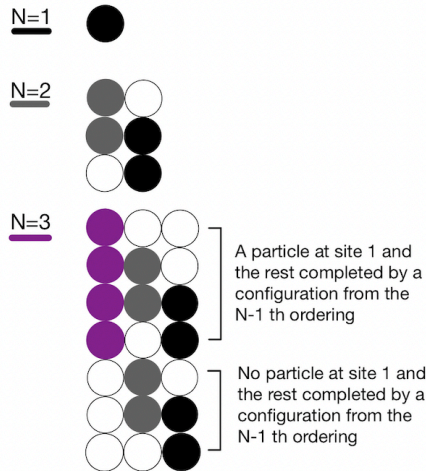 N=1
N=2
N=3
A particle at site 1 and
the rest completed by a
configuration from the
N-1 th ordering
No particle at site 1 and
the rest completed by a
configuration from the
N-1 th ordering